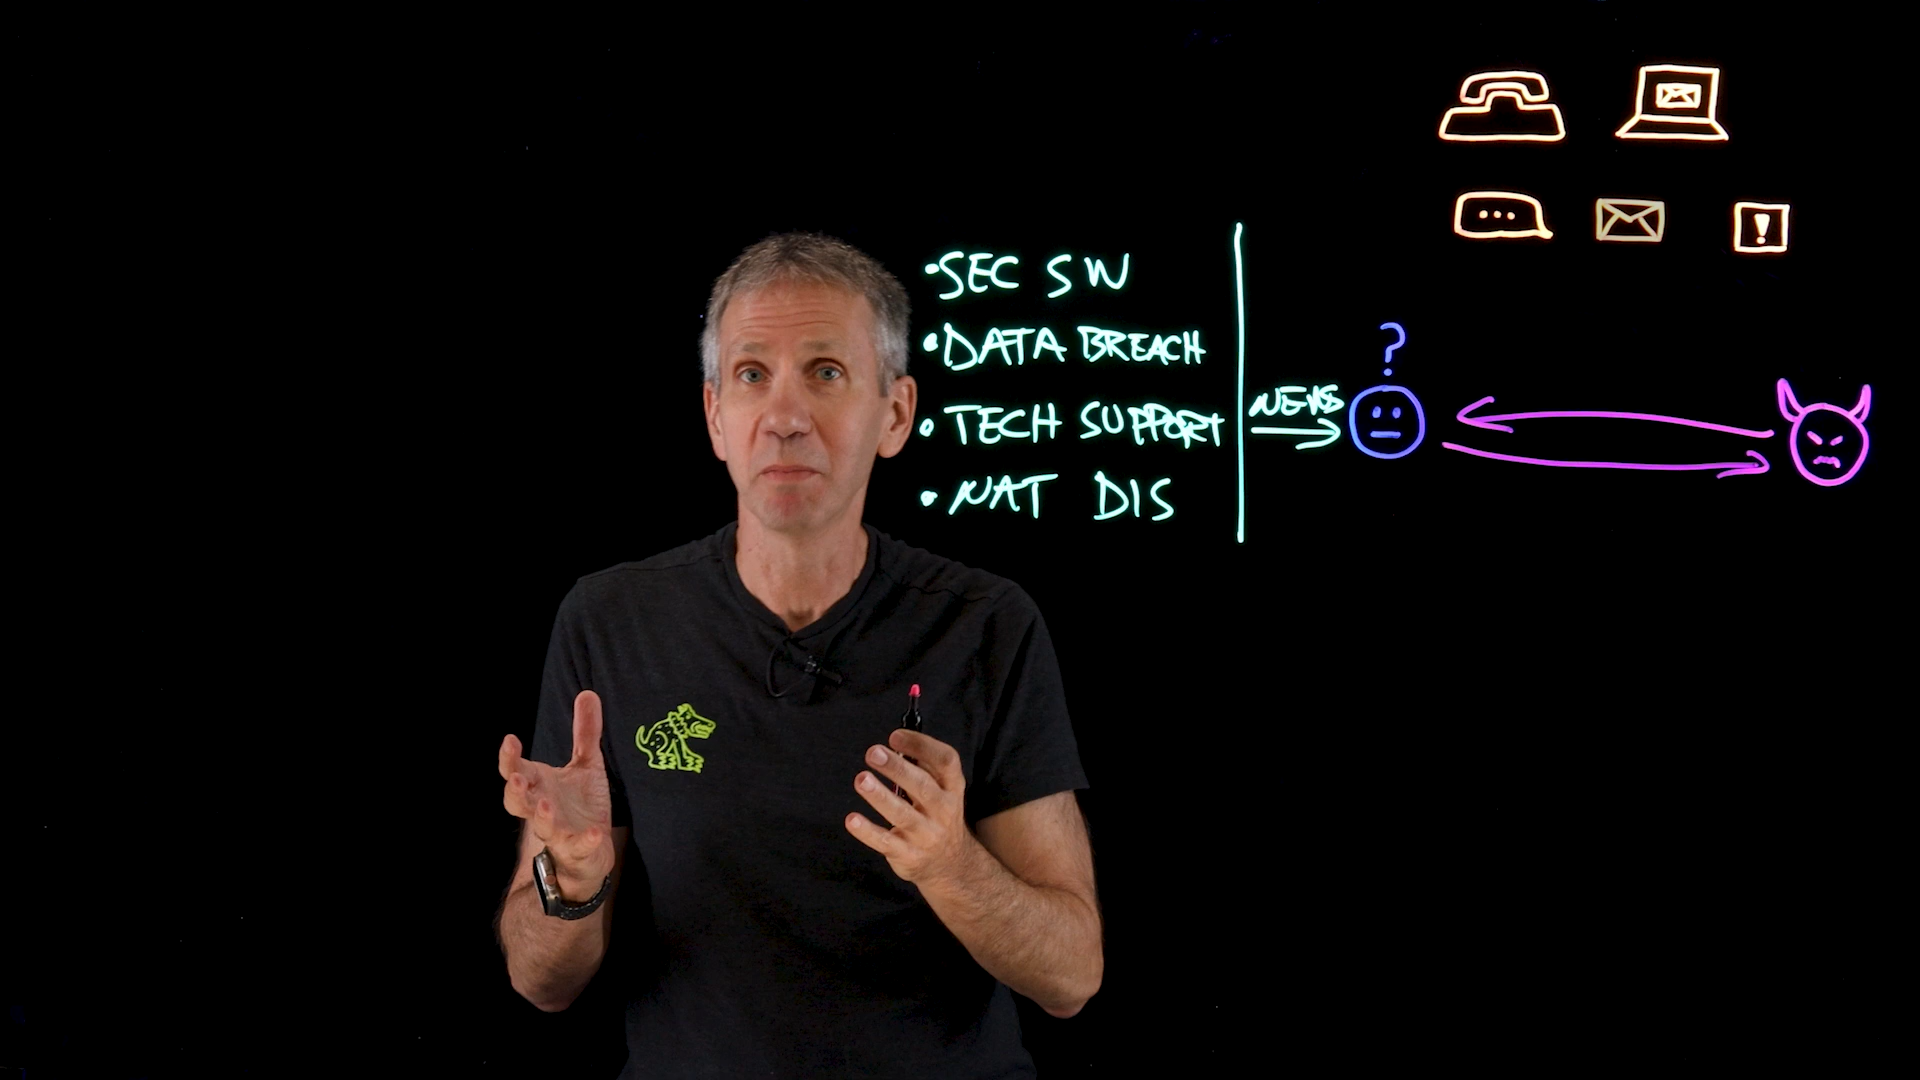 • SEC SW
• DATA BREACH
• TECH SUPPORT
• NAT DIS
NEWS
?
...
!